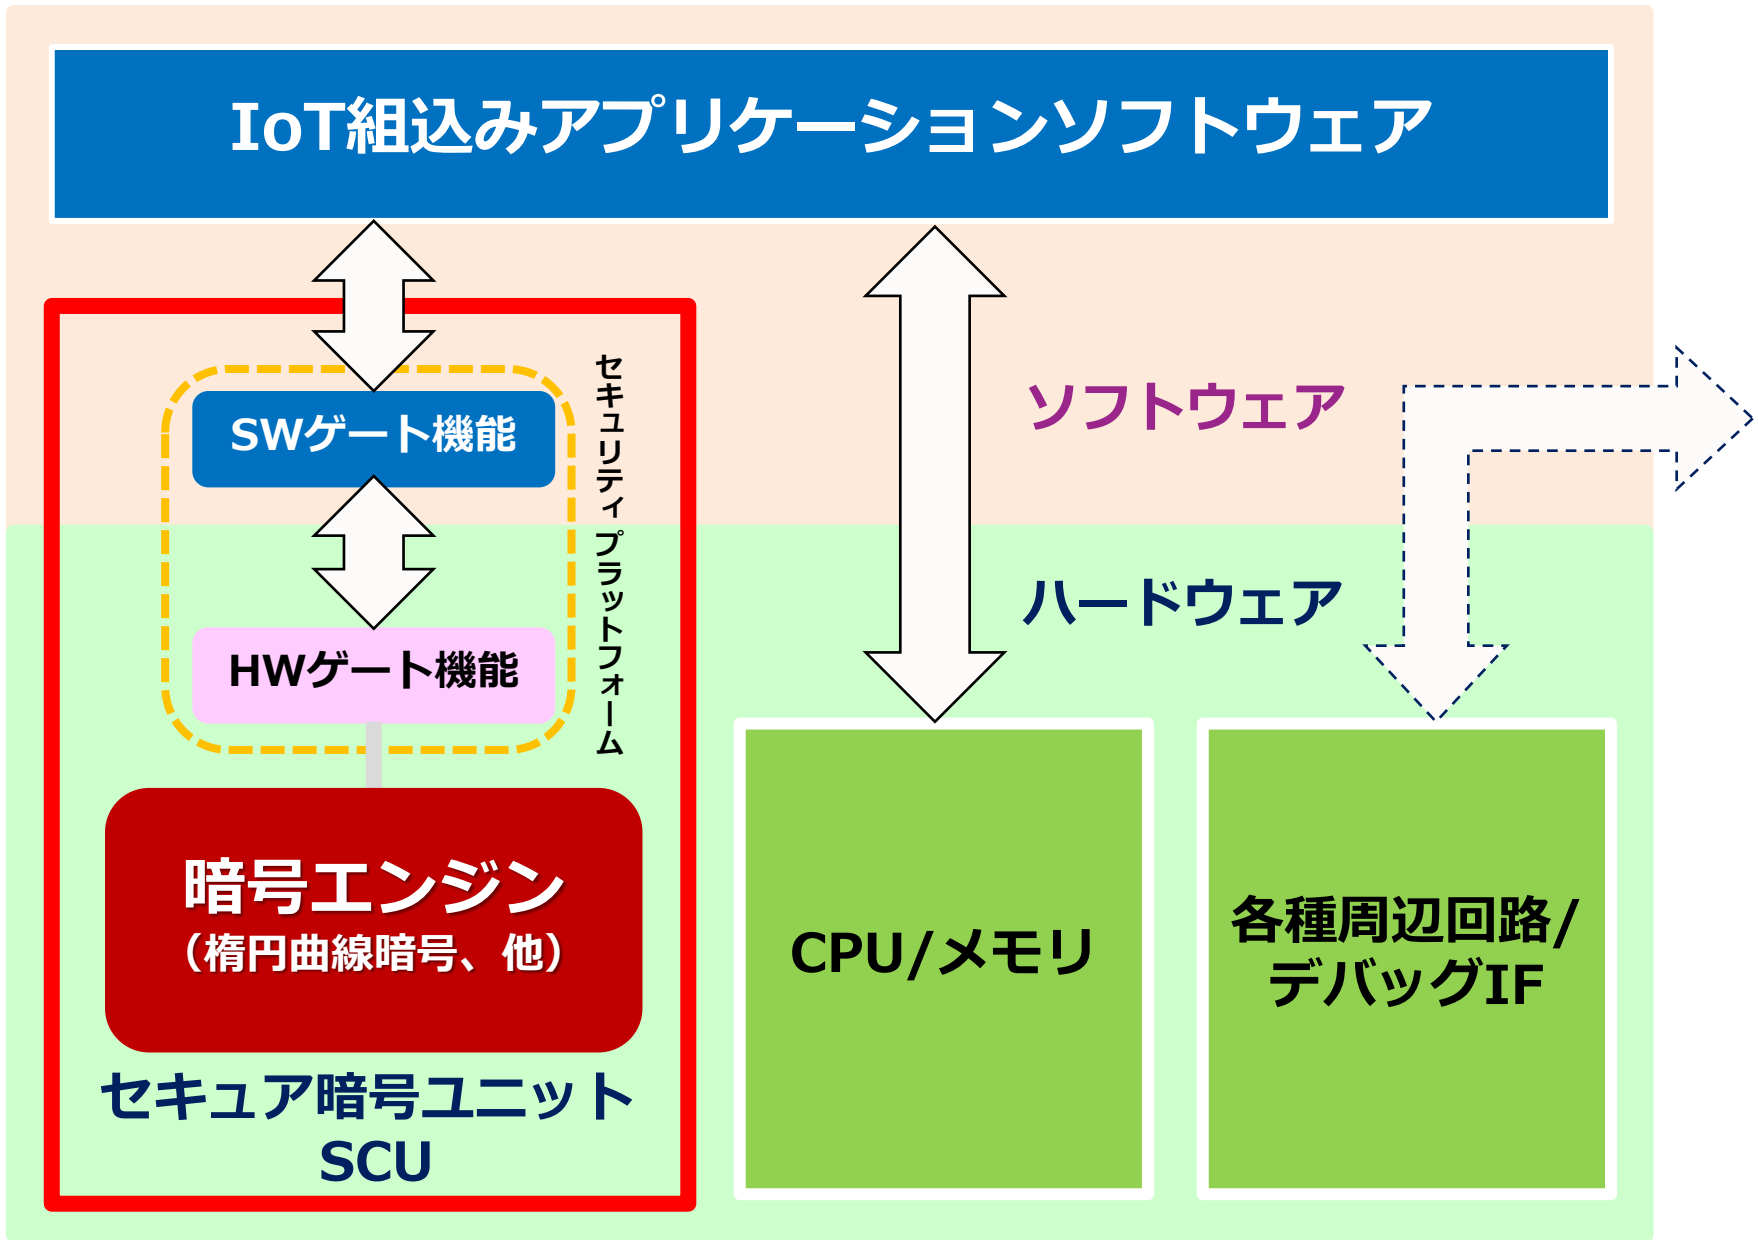 IoT組込みアプリケーションソフトウェア
SWゲート機能
セキュリティプラットフォーム
HWゲート機能
ソフトウェア
ハードウェア
暗号エンジン
（楕円曲線暗号、他）
セキュア暗号ユニット
SCU
CPU/メモリ
各種周辺回路/
デバッグIF